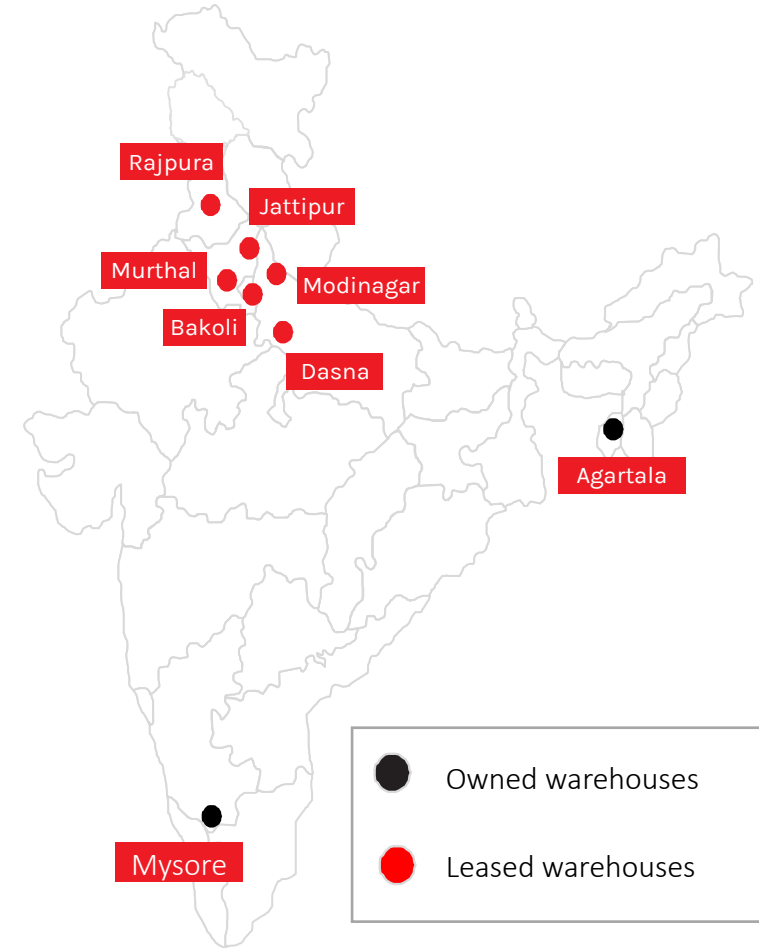 Rajpura
Jattipur
Murthal
Modinagar
Bakoli
Dasna
Agartala
Owned warehouses
Mysore
Leased warehouses